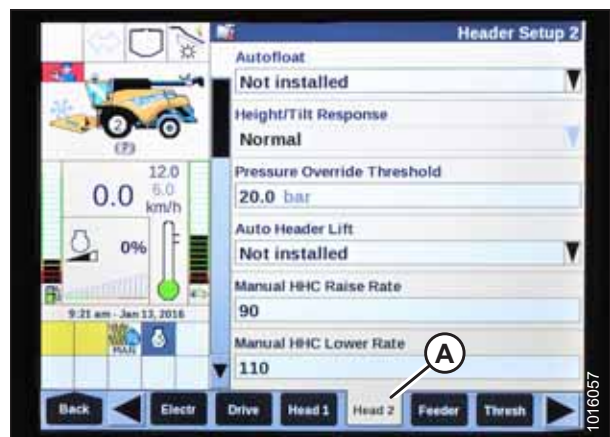 Header Setup 2
Autofloat
Not installed
Height/Tilt Response
Normal
Pressure Override Threshold
20.0 bar
Auto Header Lift
Not installed
Manual HHC Raise Rate
90
Manual HHC Lower Rate
110
2
(P)
12.0
0.0 6.0
km/h
0%
9:21 am - Jan 13, 2016
MAN
A
Back Electr Drive Head 1 Head 2 Feeder Thresh
1016057